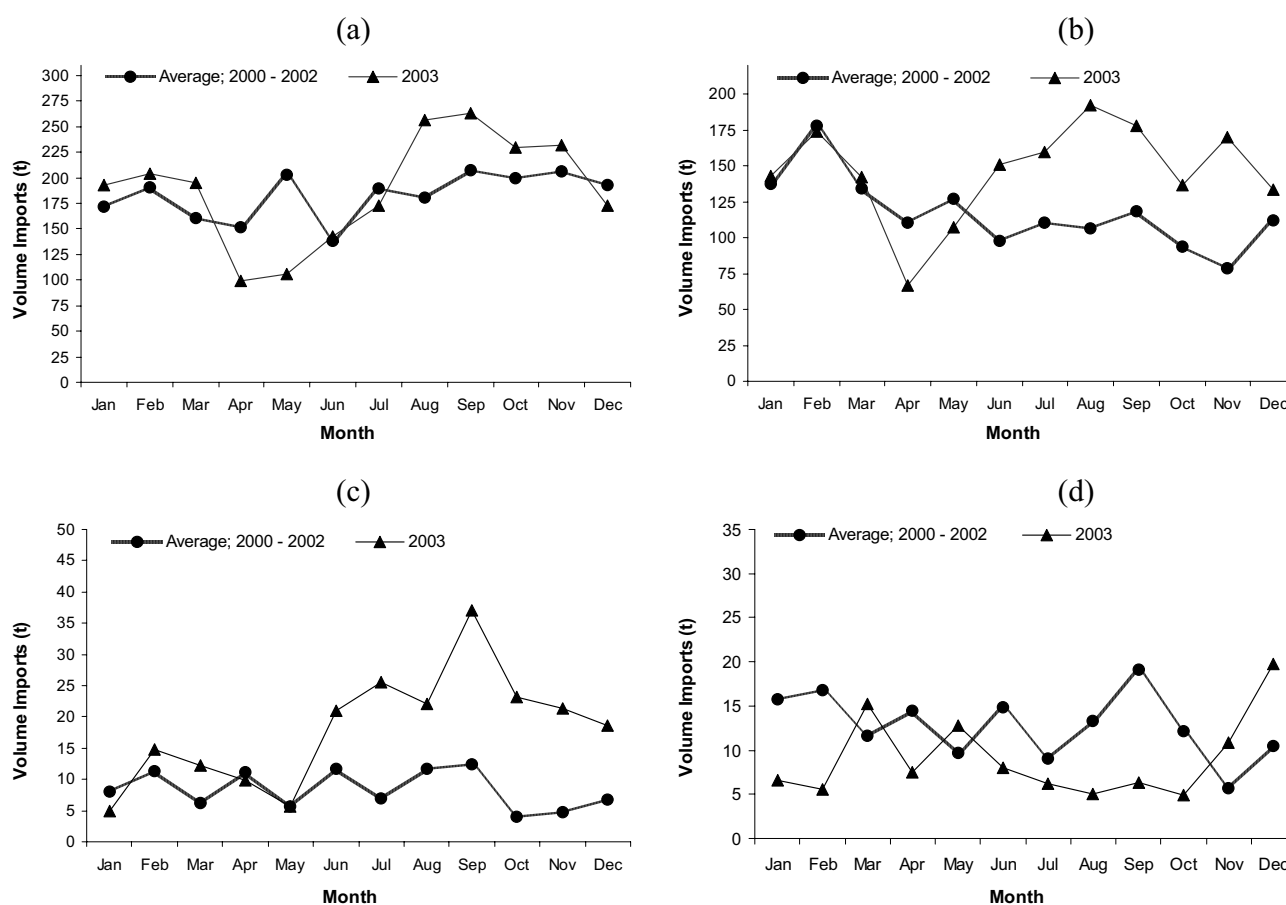 (a)
Average; 2000 - 2002 2003
Volume Imports (t)
300
275
250
225
200
175
150
125
100
75
50
25
0
Jan Feb Mar Apr May Jun Jul Aug Sep Oct Nov Dec
Month
(b)
Average; 2000 - 2002 2003
Volume Imports (t)
200
175
150
125
100
75
50
25
0
Jan Feb Mar Apr May Jun Jul Aug Sep Oct Nov Dec
Month
(c)
Average; 2000 - 2002 2003
Volume Imports (t)
50
45
40
35
30
25
20
15
10
5
0
Jan Feb Mar Apr May Jun Jul Aug Sep Oct Nov Dec
Month
(d)
Average; 2000 - 2002 2003
Volume Imports (t)
35
30
25
20
15
10
5
0
Jan Feb Mar Apr May Jun Jul Aug Sep Oct Nov Dec
Month